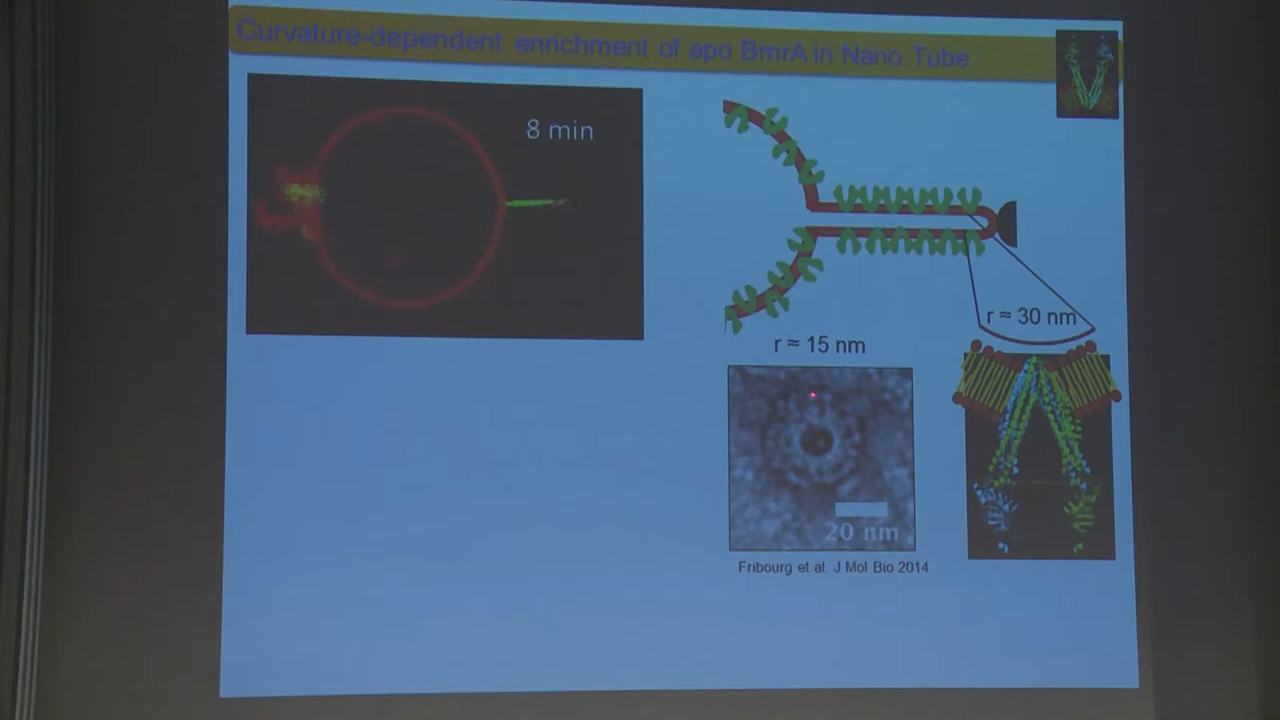 Curvature-dependent enrichment of apo BmrA in Nano Tube
8 min
r ≈ 30 nm
r ≈ 15 nm
20 nm
Fribourg et al. J Mol Bio 2014